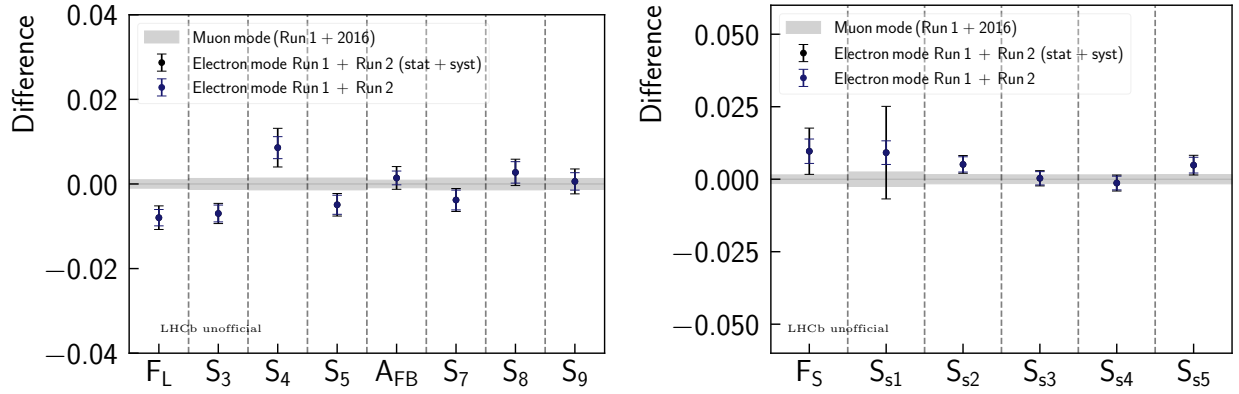 Difference
0.04
0.02
0.00
−0.02
−0.04
Muon mode (Run 1 + 2016)
Electron mode Run 1 + Run 2 (stat + syst)
Electron mode Run 1 + Run 2
LHCb unofficial
F_L S_3 S_4 S_5 A_FB S_7 S_8 S_9
Difference
0.050
0.025
0.000
−0.025
−0.050
Muon mode (Run 1 + 2016)
Electron mode Run 1 + Run 2 (stat + syst)
Electron mode Run 1 + Run 2
LHCb unofficial
F_S S_s1 S_s2 S_s3 S_s4 S_s5